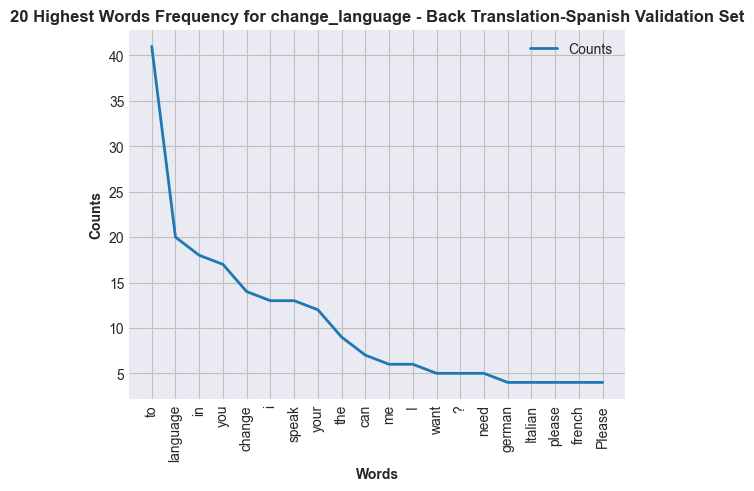 20 Highest Words Frequency for change_language - Back Translation-Spanish Validation Set
Counts
40
35
30
25
20
15
10
5
Counts
to
language
in
you
change
i
speak
your
the
can
me
I
want
?
need
german
Italian
please
french
Please
Words